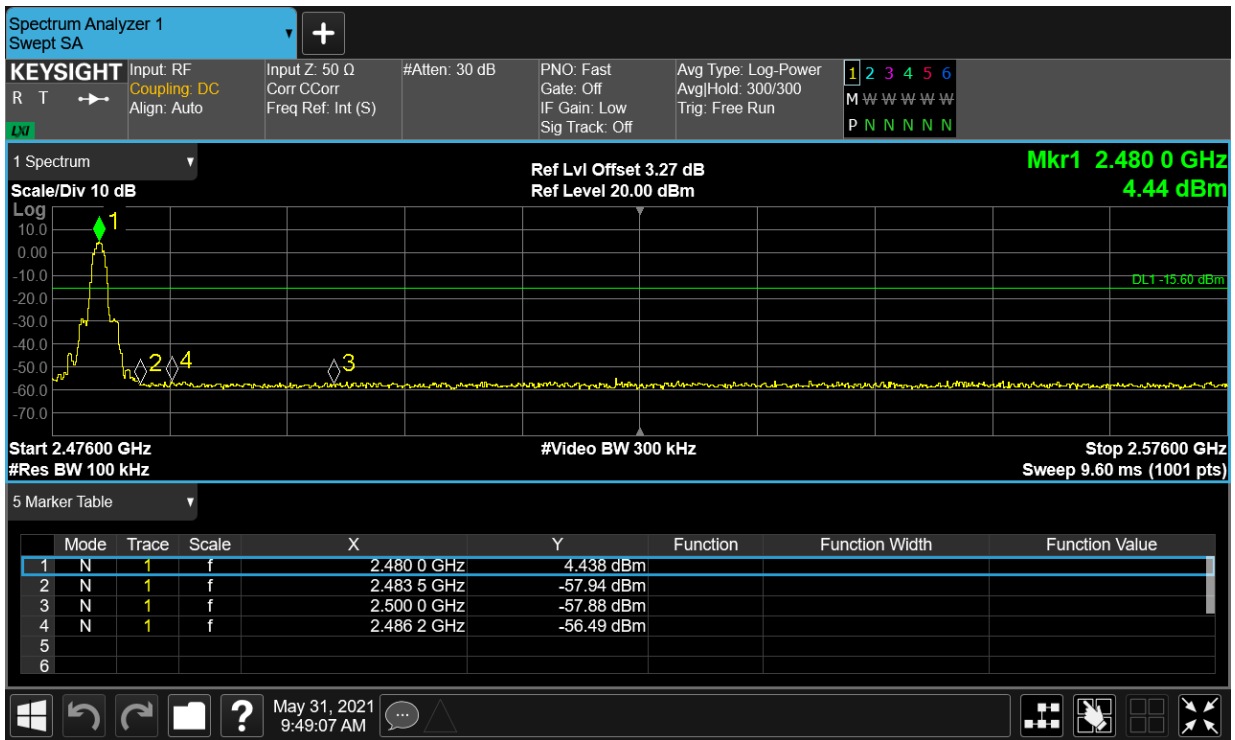 Spectrum Analyzer 1
Swept SA
KEYSIGHT
R T
LXI
Input: RF
Coupling: DC
Align: Auto
Input Z: 50 Ω
Corr CCorr
Freq Ref: Int (S)
#Atten: 30 dB
PNO: Fast
Gate: Off
IF Gain: Low
Sig Track: Off
Avg Type: Log-Power
Avg|Hold: 300/300
Trig: Free Run
1 2 3 4 5 6
M W W W W W
P N N N N N
1 Spectrum
Scale/Div 10 dB
Ref Lvl Offset 3.27 dB
Ref Level 20.00 dBm
Mkr1 2.480 0 GHz
4.44 dBm
Log
10.0
0.00
-10.0
-20.0
-30.0
-40.0
-50.0
-60.0
-70.0
1
2
4
3
DL1 -15.60 dBm
Start 2.47600 GHz
#Video BW 300 kHz
Stop 2.57600 GHz
#Res BW 100 kHz
Sweep 9.60 ms (1001 pts)
5 Marker Table
Mode Trace Scale X Y Function Function Width Function Value
1 N 1 f 2.480 0 GHz 4.438 dBm
2 N 1 f 2.483 5 GHz -57.94 dBm
3 N 1 f 2.500 0 GHz -57.88 dBm
4 N 1 f 2.486 2 GHz -56.49 dBm
5
6
?
May 31, 2021
9:49:07 AM